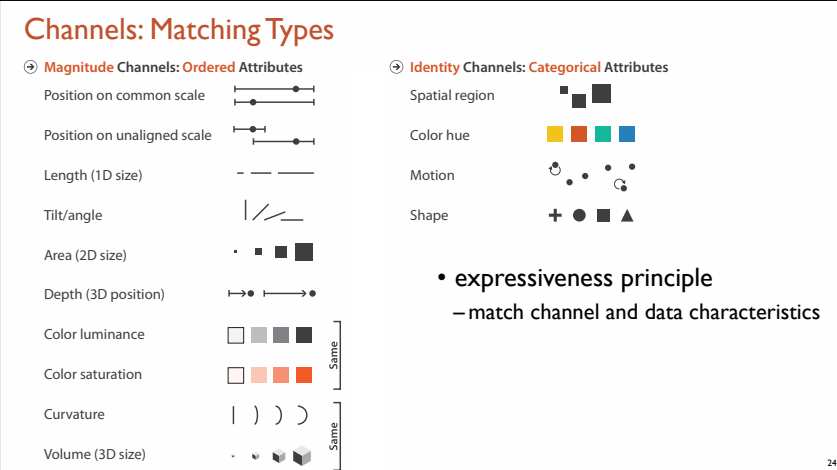 Channels: Matching Types
Magnitude Channels: Ordered Attributes
Position on common scale
Position on unaligned scale
Length (1D size)
Tilt/angle
Area (2D size)
Depth (3D position)
Color luminance
Color saturation
Same
Curvature
Volume (3D size)
Same
Identity Channels: Categorical Attributes
Spatial region
Color hue
Motion
Shape
• expressiveness principle
–match channel and data characteristics
24